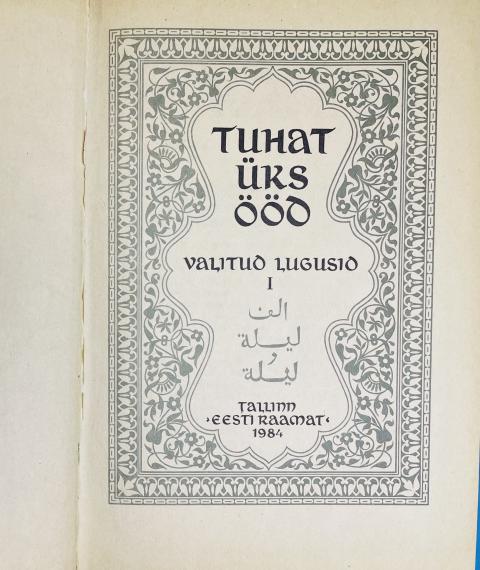 TUHAT
ÜKS
ÖÖD
VALITUD LUGUSID
I
الف
ليلة
و
ليلة
TALLINN
›EESTI RAAMAT‹
1984